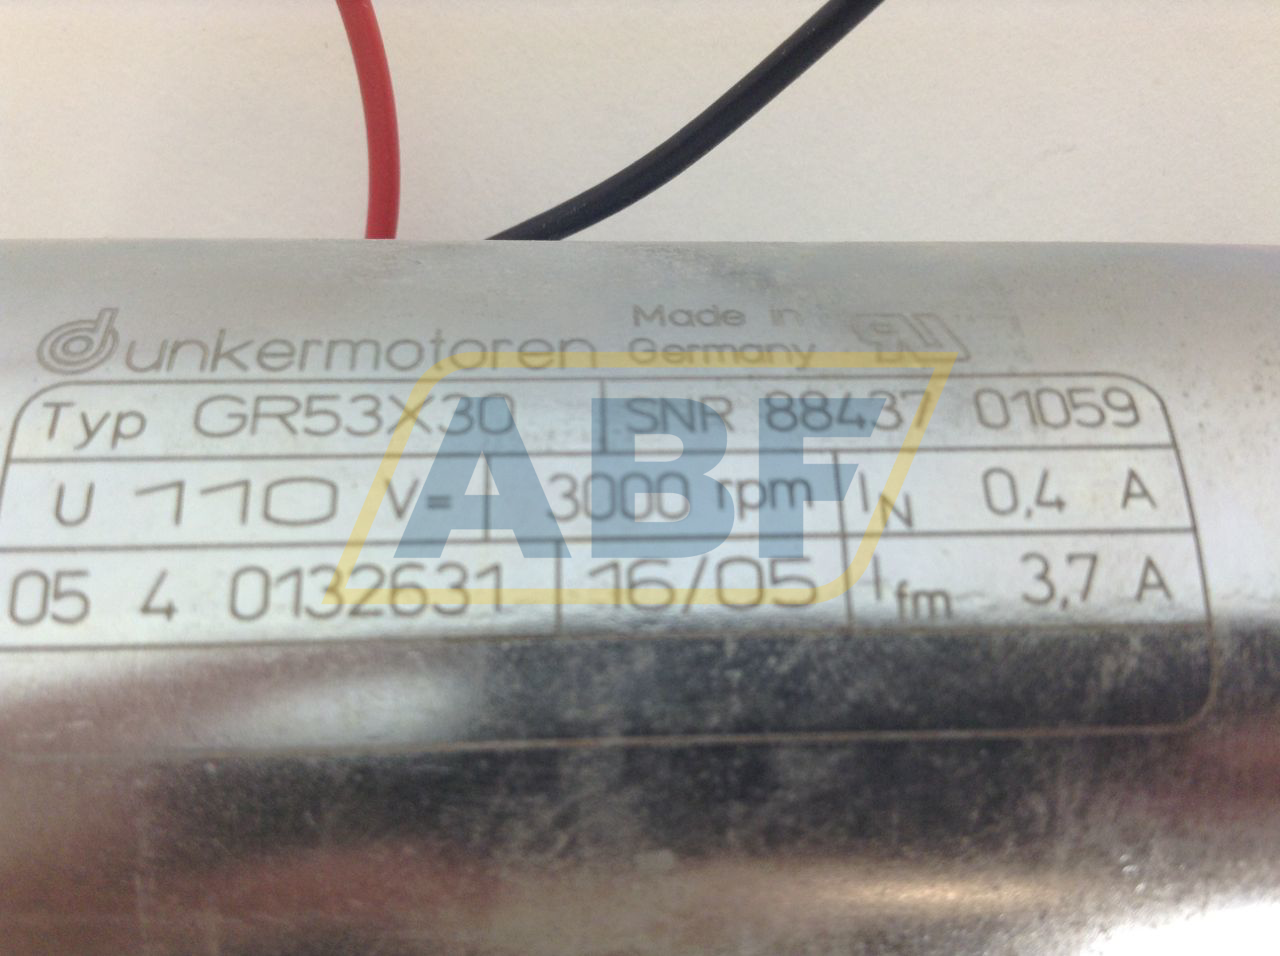 dunkermotoren Made in Germany
Typ GR53X30 SNR 88437 01059
U 110 V= 3000 rpm IN 0,4 A
05 4 0132631 16/05 Ifm 3,7 A
ABF